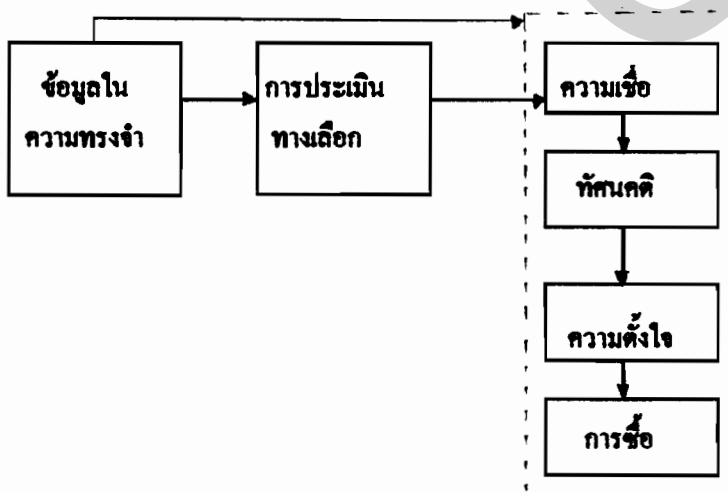 ข้อมูลใน
ความทรงจำ
การประเมิน
ทางเลือก
ความเชื่อ
ทัศนคติ
ความตั้งใจ
การซื้อ